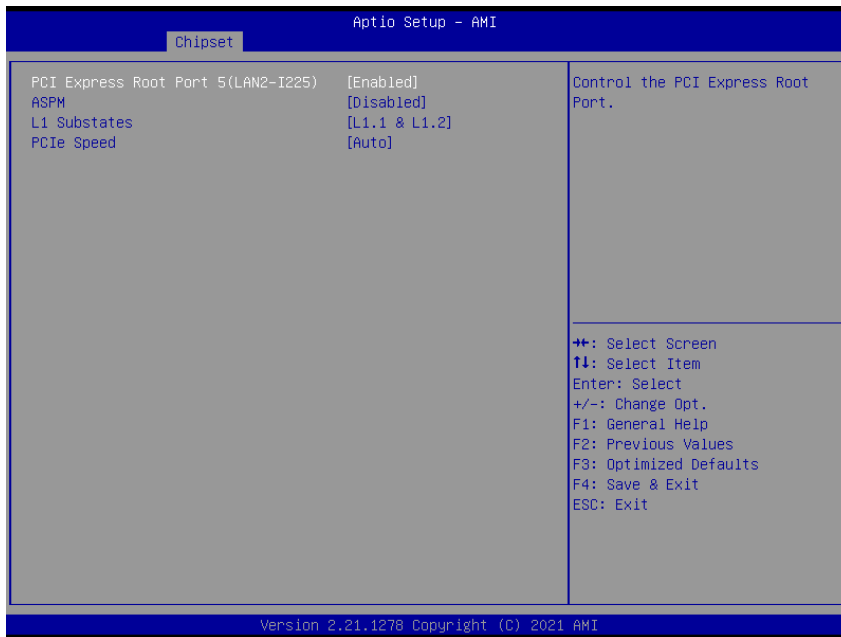 Aptio Setup – AMI
Chipset
PCI Express Root Port 5(LAN2-I225) [Enabled]
ASPM [Disabled]
L1 Substates [L1.1 & L1.2]
PCIe Speed [Auto]
Control the PCI Express Root
Port.
→←: Select Screen
↑↓: Select Item
Enter: Select
+/-: Change Opt.
F1: General Help
F2: Previous Values
F3: Optimized Defaults
F4: Save & Exit
ESC: Exit
Version 2.21.1278 Copyright (C) 2021 AMI